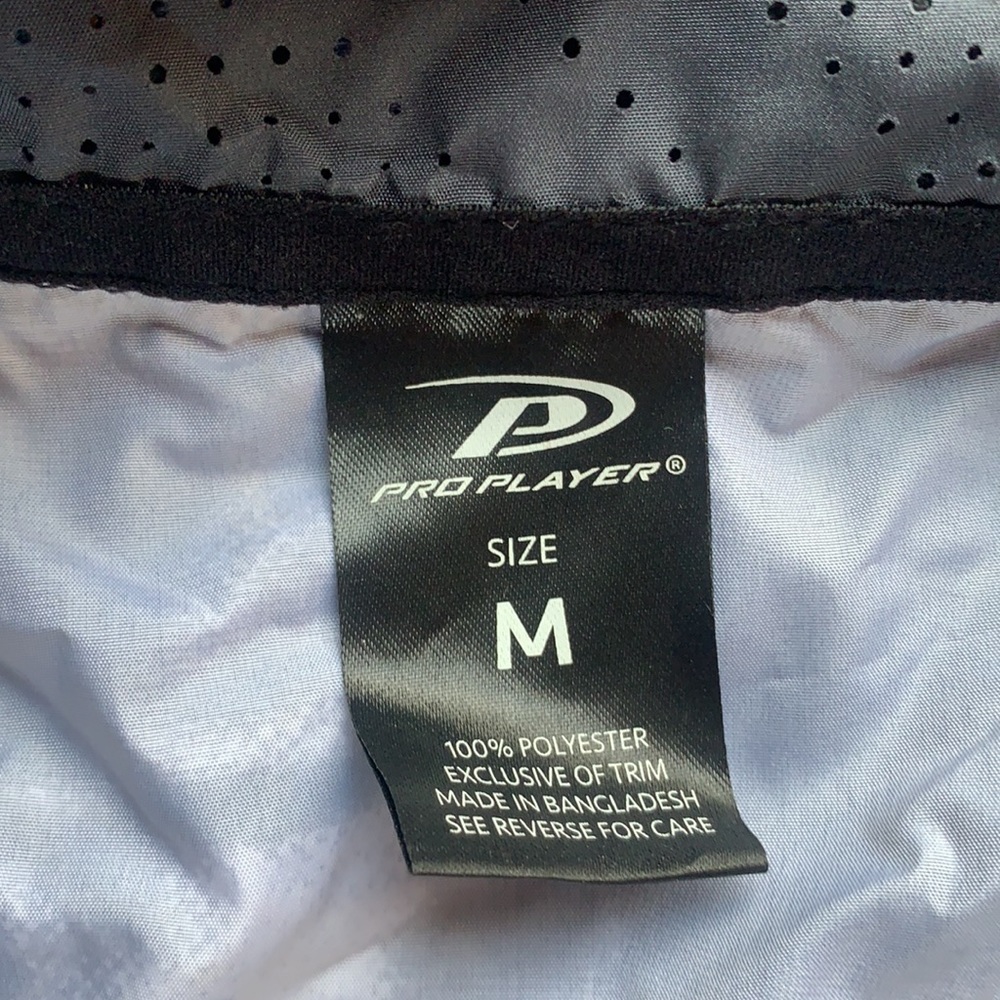 P
PRO PLAYER®
SIZE
M
100% POLYESTER
EXCLUSIVE OF TRIM
MADE IN BANGLADESH
SEE REVERSE FOR CARE